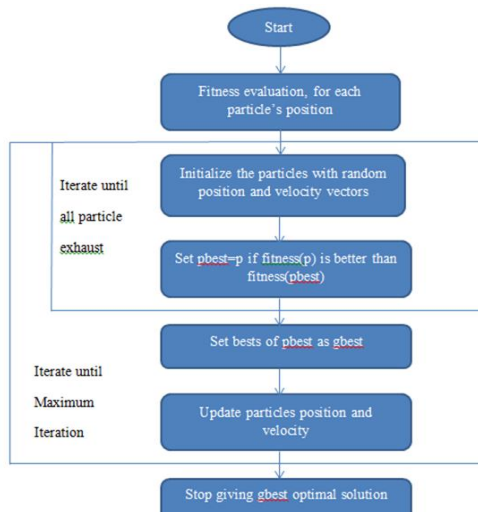 Start
Fitness evaluation, for each
particle's position
Initialize the particles with random
position and velocity vectors
Iterate until
all particle
exhaust
Set pbest=p if fitness(p) is better than
fitness(pbest)
Set bests of pbest as gbest
Iterate until
Maximum
Iteration
Update particles position and
velocity
Stop giving gbest optimal solution